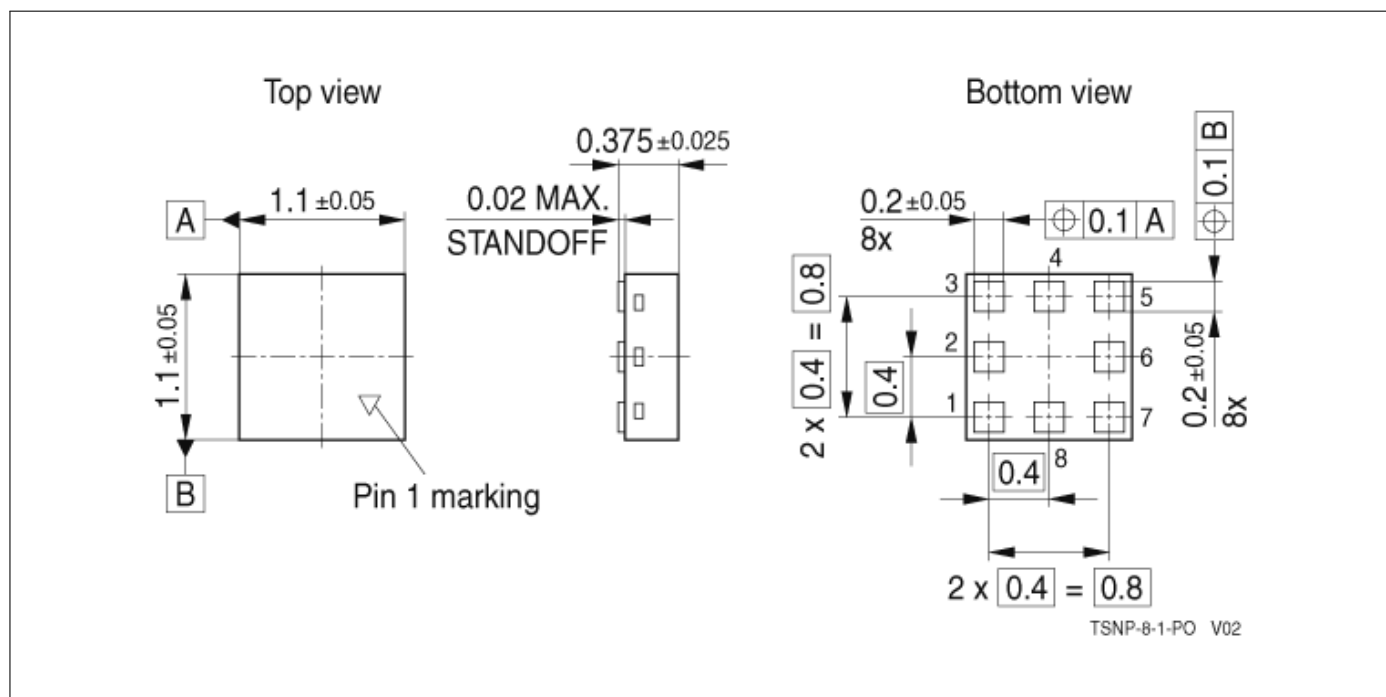 Top view
Bottom view
0.375 ±0.025
1.1 ±0.05
A
0.02 MAX.
STANDOFF
0.2 ±0.05
8x
⌖ 0.1 A
⌖ 0.1 B
1.1 ±0.05
B
Pin 1 marking
2 x 0.4 = 0.8
0.4
3
4
5
2
6
1
7
8
0.2 ±0.05
8x
0.4
2 x 0.4 = 0.8
TSNP-8-1-PO V02